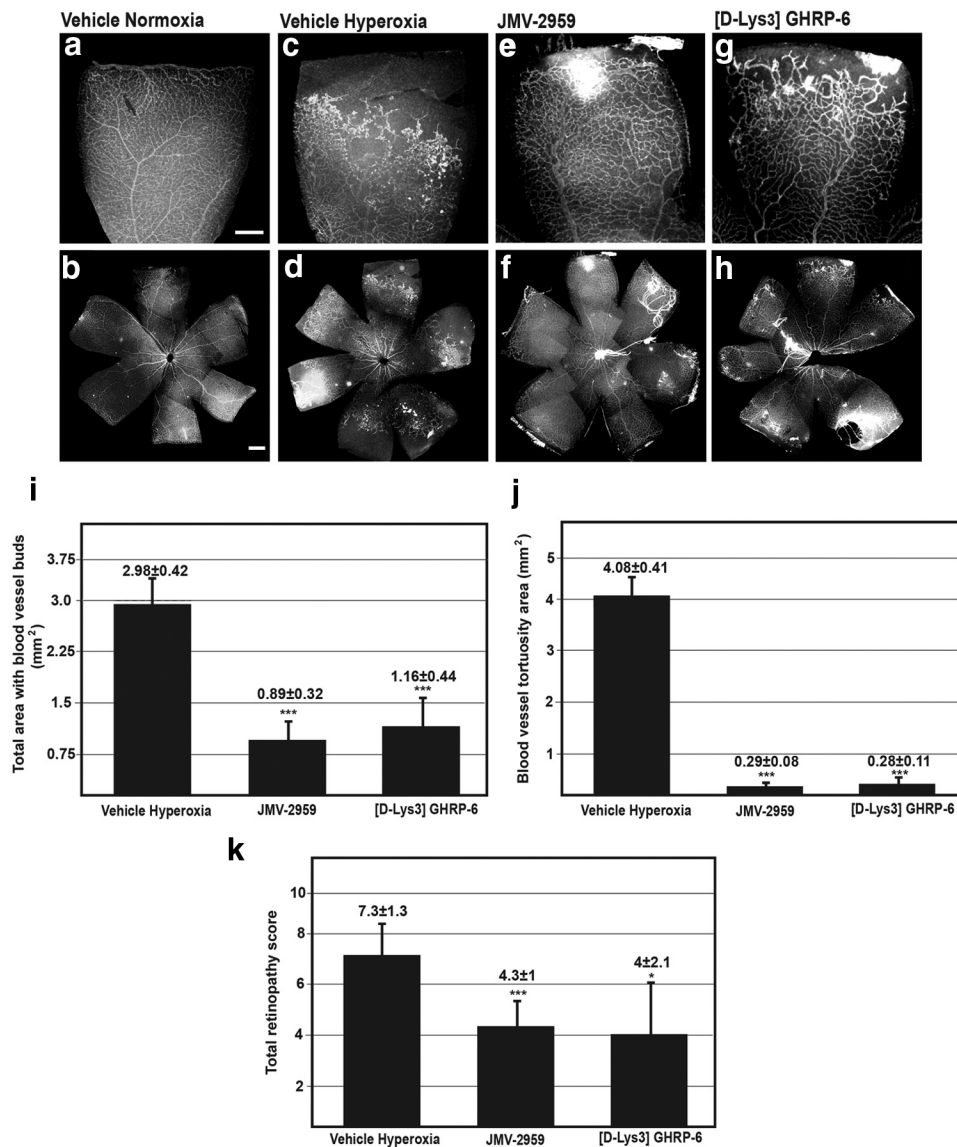 Vehicle Normoxia
Vehicle Hyperoxia
JMV-2959
[D-Lys3] GHRP-6
a
c
e
g
b
d
f
h
i
Total area with blood vessel buds
(mm²)
3.75
3.0
2.25
1.5
0.75
2.98±0.42
0.89±0.32
***
1.16±0.44
***
Vehicle Hyperoxia
JMV-2959
[D-Lys3] GHRP-6
j
Blood vessel tortuosity area (mm²)
5
4
3
2
1
4.08±0.41
0.29±0.08
***
0.28±0.11
***
Vehicle Hyperoxia
JMV-2959
[D-Lys3] GHRP-6
k
Total retinopathy score
10
8
6
4
2
7.3±1.3
4.3±1
***
4±2.1
*
Vehicle Hyperoxia
JMV-2959
[D-Lys3] GHRP-6